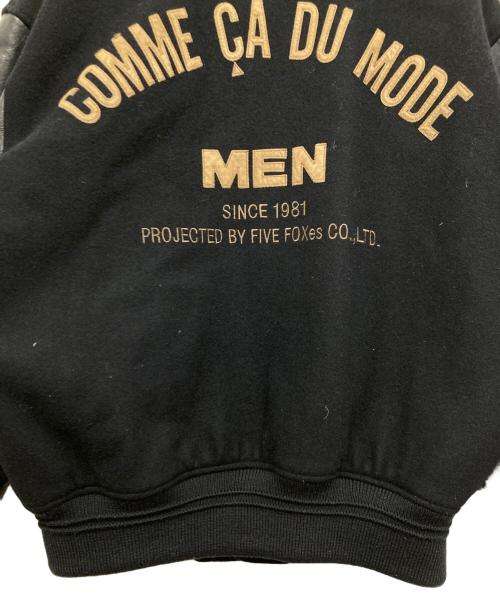 COMME ÇA DU MODE
MEN
SINCE 1981
PROJECTED BY FIVE FOXes CO.,LTD.